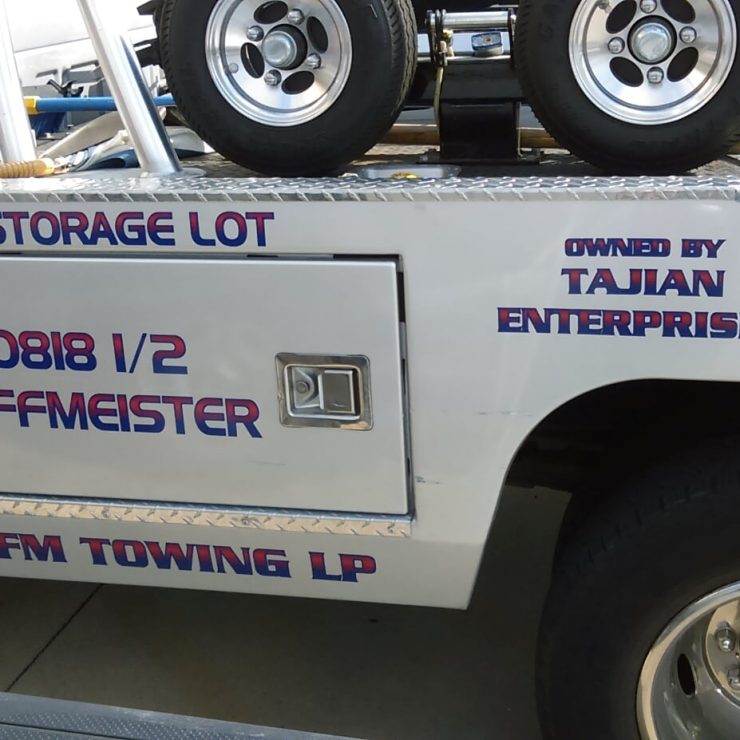 STORAGE LOT
0818 1/2
FFMEISTER
FM TOWING LP
OWNED BY
TAJIAN
ENTERPRIS